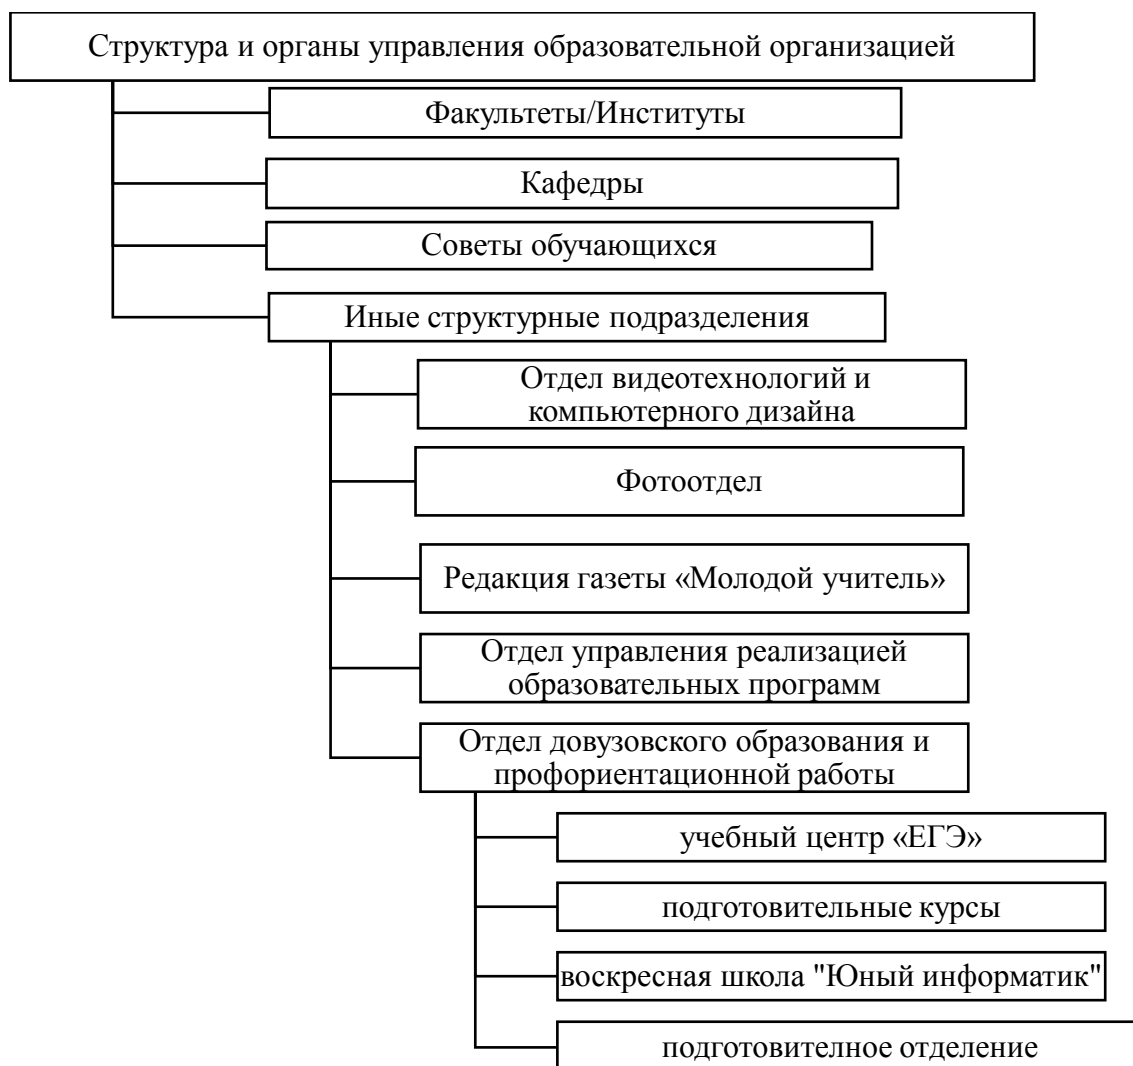 Структура и органы управления образовательной организацией
Факультеты/Институты
Кафедры
Советы обучающихся
Иные структурные подразделения
Отдел видеотехнологий и
компьютерного дизайна
Фотоотдел
Редакция газеты «Молодой учитель»
Отдел управления реализацией
образовательных программ
Отдел довузовского образования и
профориентационной работы
учебный центр «ЕГЭ»
подготовительные курсы
воскресная школа "Юный информатик"
подготовителное отделение